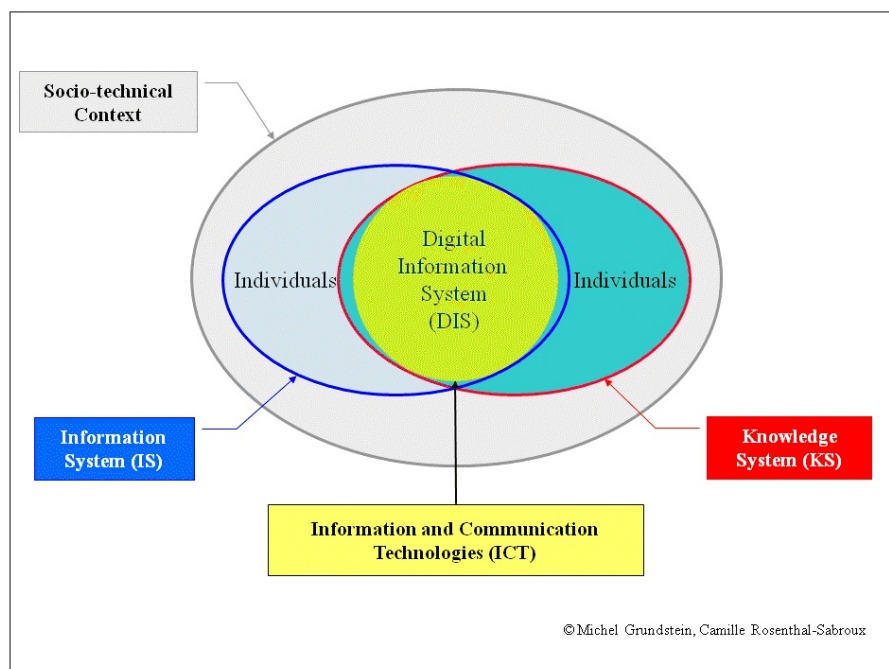 Socio-technical
Context
Digital
Information
System
(DIS)
Individuals
Individuals
Information
System (IS)
Knowledge
System (KS)
Information and Communication
Technologies (ICT)
© Michel Grundstein, Camille Rosenthal-Sabroux